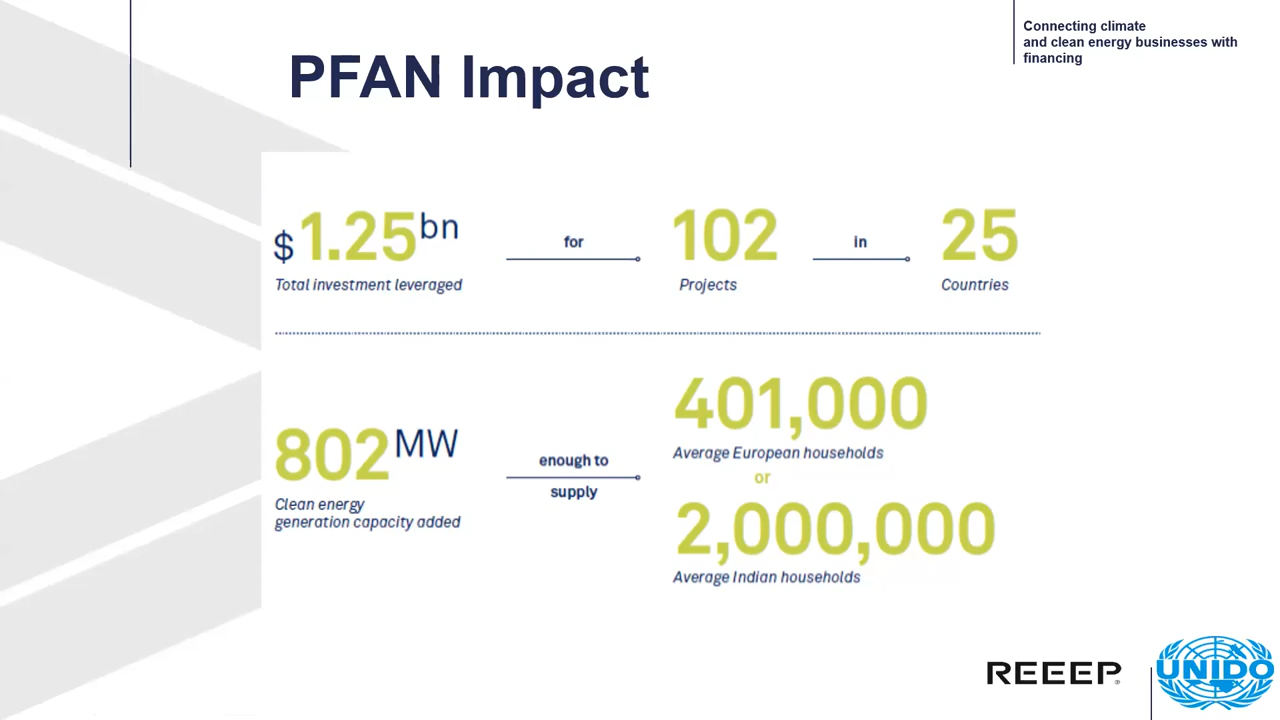 Connecting climate
and clean energy businesses with
financing
PFAN Impact
$1.25bn
for
102
in
25
Total investment leveraged
Projects
Countries
802MW
Clean energy
generation capacity added
enough to
supply
401,000
Average European households
or
2,000,000
Average Indian households
REEEP
UNIDO